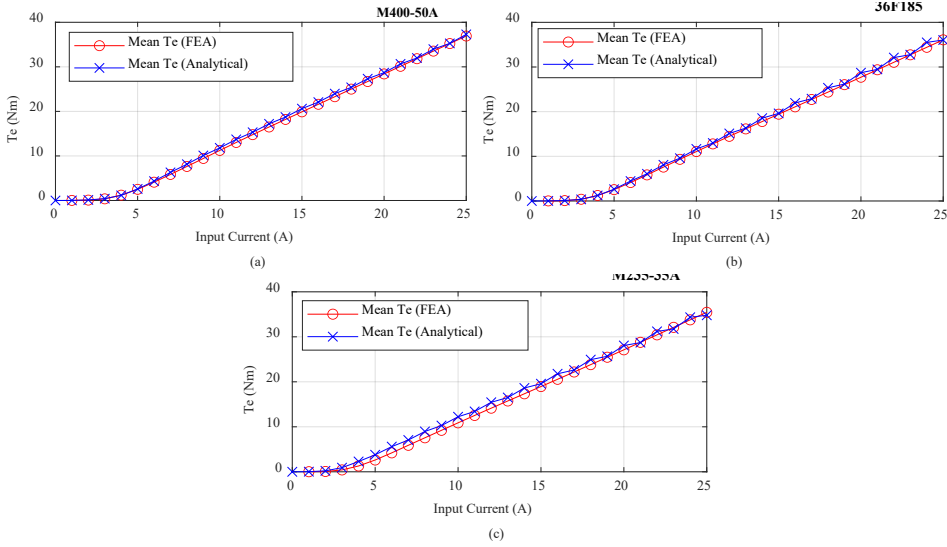 M400-50A
40
30
20
10
0
Te (Nm)
Mean Te (FEA)
Mean Te (Analytical)
0 5 10 15 20 25
Input Current (A)
(a)
36F185
40
30
20
10
0
Te (Nm)
Mean Te (FEA)
Mean Te (Analytical)
0 5 10 15 20 25
Input Current (A)
(b)
M235-35A
40
30
20
10
0
Te (Nm)
Mean Te (FEA)
Mean Te (Analytical)
0 5 10 15 20 25
Input Current (A)
(c)